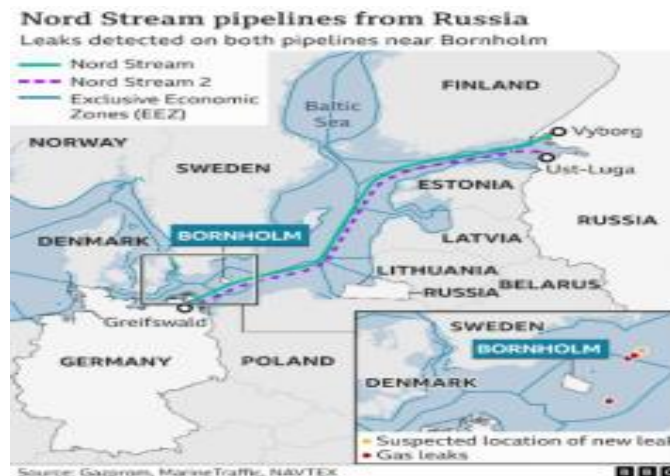 Nord Stream pipelines from Russia
Leaks detected on both pipelines near Bornholm
Nord Stream
Nord Stream 2
Exclusive Economic
Zones (EEZ)
Baltic
Sea
FINLAND
Vyborg
NORWAY
SWEDEN
Ust-Luga
ESTONIA
RUSSIA
DENMARK
BORNHOLM
LATVIA
LITHUANIA
RUSSIA
BELARUS
Greifswald
GERMANY
POLAND
SWEDEN
BORNHOLM
DENMARK
Suspected location of new leak
Gas leaks
Source: Gazprom, MarineTraffic, NAVTEX
BBC